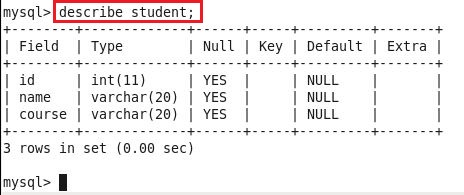 mysql> describe student;
+--------+-------------+------+-----+---------+-------+
| Field  | Type        | Null | Key | Default | Extra |
+--------+-------------+------+-----+---------+-------+
| id     | int(11)     | YES  |     | NULL    |       |
| name   | varchar(20) | YES  |     | NULL    |       |
| course | varchar(20) | YES  |     | NULL    |       |
+--------+-------------+------+-----+---------+-------+
3 rows in set (0.00 sec)
mysql>